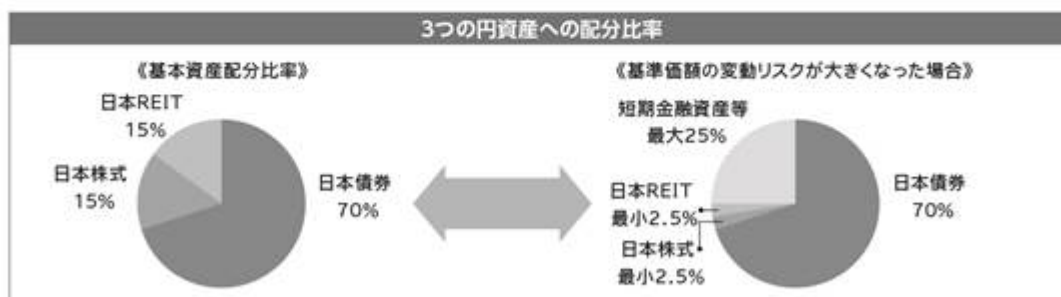 3つの円資産への配分比率
《基本資産配分比率》
日本REIT
15%
日本株式
15%
日本債券
70%
《基準価額の変動リスクが大きくなった場合》
短期金融資産等
最大25%
日本REIT
最小2.5%
日本株式
最小2.5%
日本債券
70%